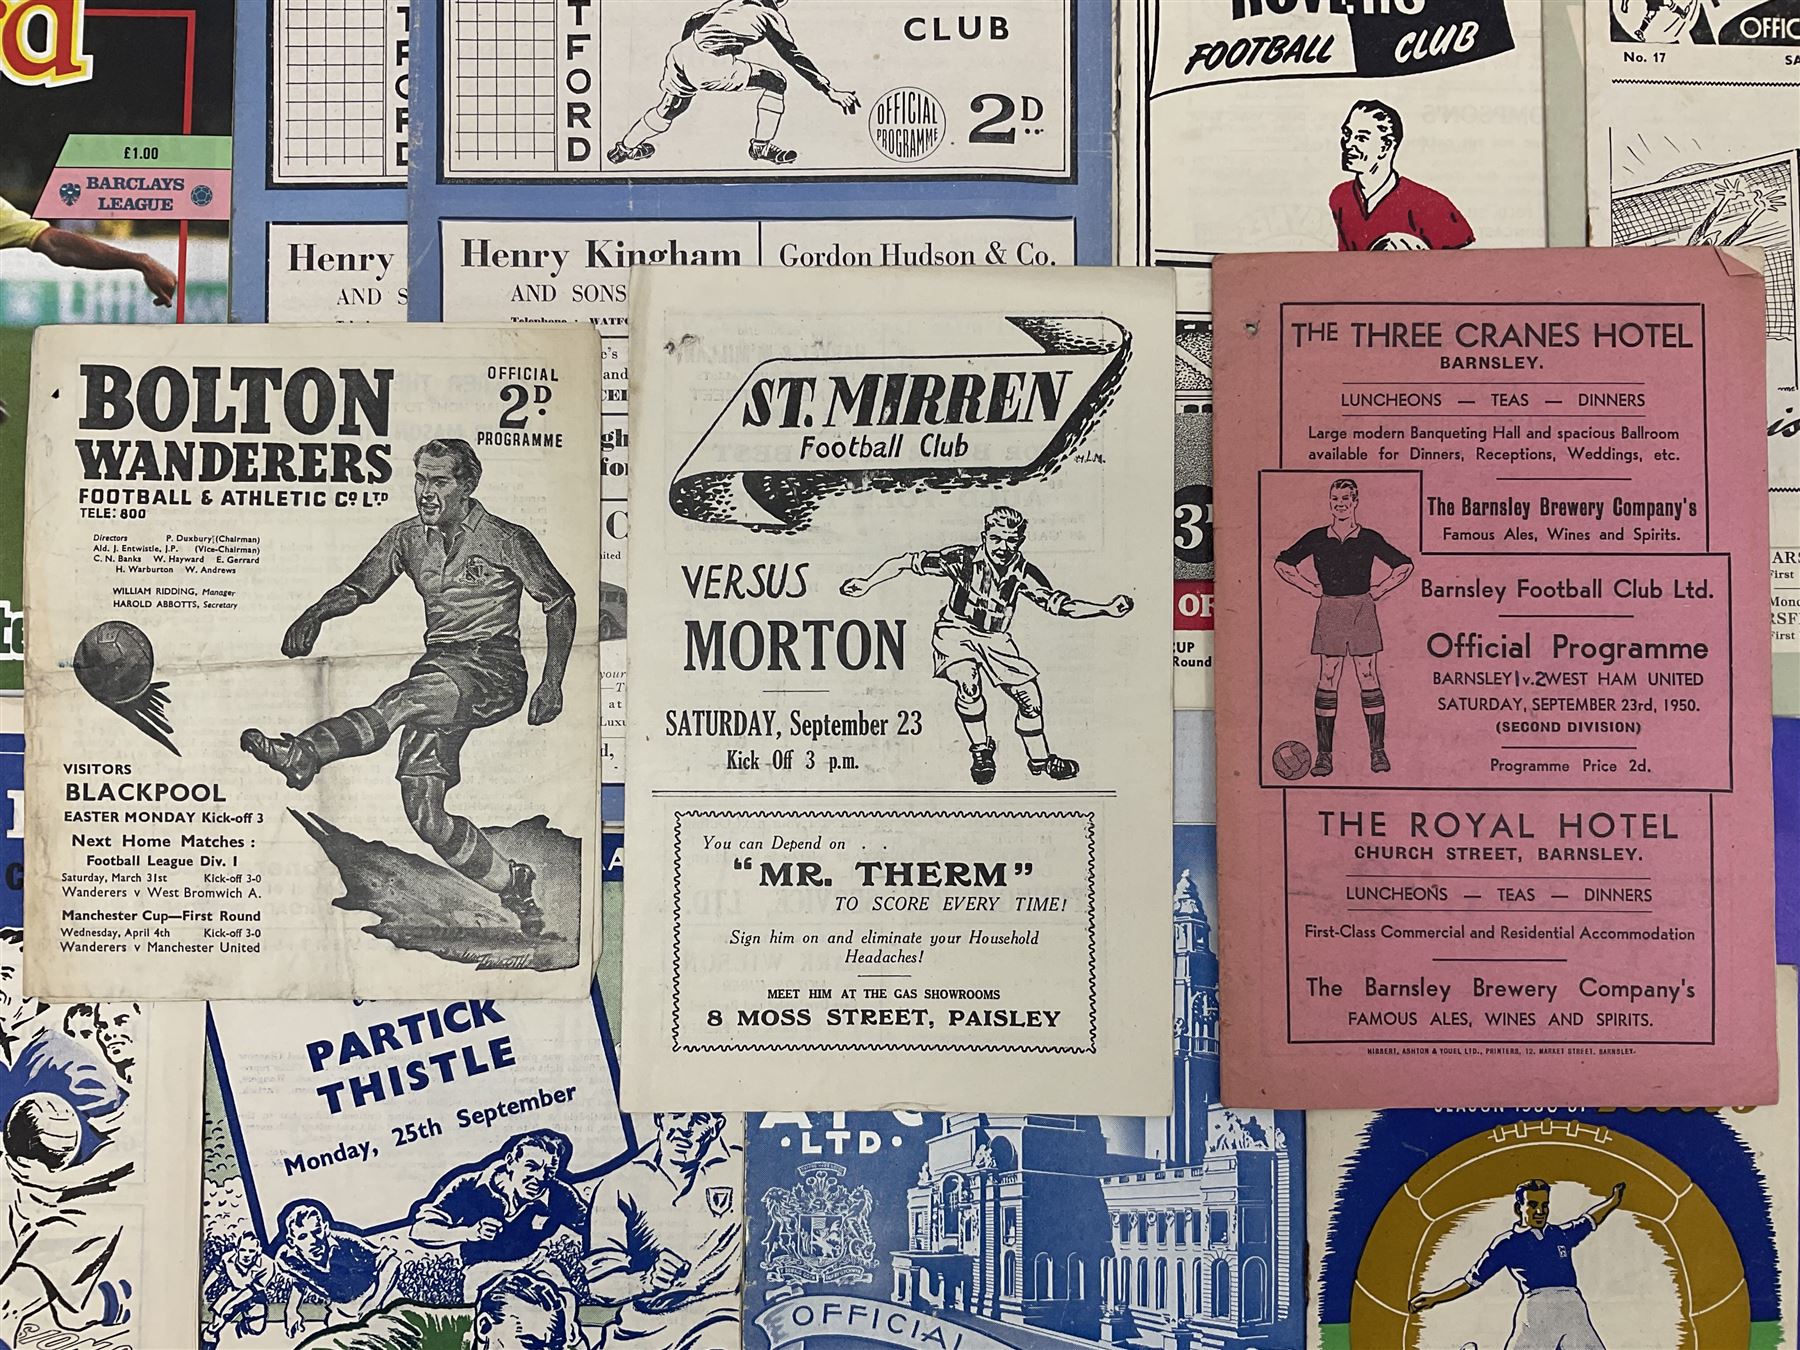 £1.00
BARCLAYS
LEAGUE
Henry
AND S
CLUB
OFFICIAL
PROGRAMME
2D
Henry Kingham
AND SONS
Gordon Hudson & Co.
FOOTBALL CLUB
No. 17
BOLTON
WANDERERS
FOOTBALL & ATHLETIC Co LTD
TELE: 800
OFFICIAL
2D.
PROGRAMME
Directors P. Duxbury (Chairman)
Ald. J. Entwistle, J.P. (Vice-Chairman)
C. N. Banks W. Hayward E. Gerrard
H. Warburton W. Andrews
WILLIAM RIDDING, Manager
HAROLD ABBOTTS, Secretary
VISITORS
BLACKPOOL
EASTER MONDAY Kick-off 3
Next Home Matches :
Football League Div. I
Saturday, March 31st Kick-off 3-0
Wanderers v West Bromwich A.
Manchester Cup—First Round
Wednesday, April 4th Kick-off 3-0
Wanderers v Manchester United
ST. MIRREN
Football Club
H.L.M.
VERSUS
MORTON
SATURDAY, September 23
Kick-Off 3 p.m.
You can Depend on . .
"MR. THERM"
TO SCORE EVERY TIME!
Sign him on and eliminate your Household
Headaches!
MEET HIM AT THE GAS SHOWROOMS
8 MOSS STREET, PAISLEY
THE THREE CRANES HOTEL
BARNSLEY.
LUNCHEONS — TEAS — DINNERS
Large modern Banqueting Hall and spacious Ballroom
available for Dinners, Receptions, Weddings, etc.
The Barnsley Brewery Company's
Famous Ales, Wines and Spirits.
Barnsley Football Club Ltd.
Official Programme
BARNSLEY 1 v. 2 WEST HAM UNITED
SATURDAY, SEPTEMBER 23rd, 1950.
(SECOND DIVISION)
Programme Price 2d.
THE ROYAL HOTEL
CHURCH STREET, BARNSLEY.
LUNCHEONS — TEAS — DINNERS
First-Class Commercial and Residential Accommodation
The Barnsley Brewery Company's
FAMOUS ALES, WINES AND SPIRITS.
HIBBERT, ASHTON & YOUEL LTD., PRINTERS, 12, MARKET STREET, BARNSLEY.
PARTICK
THISTLE
Monday, 25th September
·LTD·
OFFICIAL